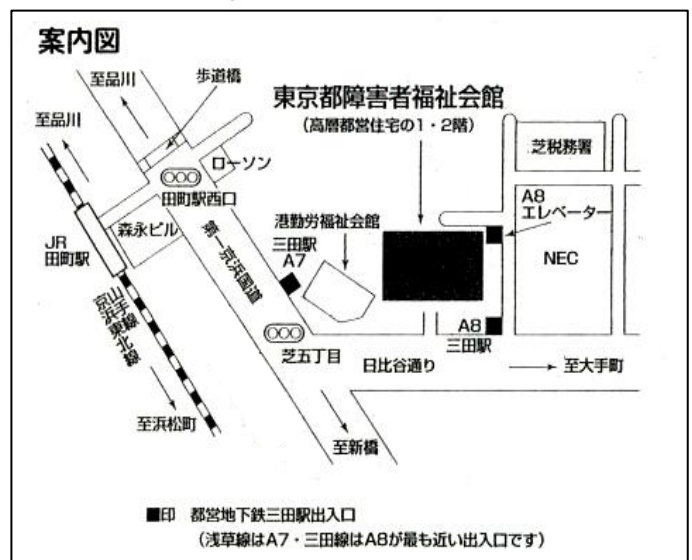 案内図
至品川
歩道橋
至品川
東京都障害者福祉会館
(高層都営住宅の1・2階)
芝税務署
ローソン
田町駅西口
A8
エレベーター
港勤労福祉会館
森永ビル
三田駅
A7
JR
田町駅
第一京浜国道
NEC
山手線
京浜東北線
A8
三田駅
芝五丁目
日比谷通り
至大手町
至浜松町
至新橋
■印 都営地下鉄三田駅出入口
(浅草線はA7・三田線はA8が最も近い出入口です)